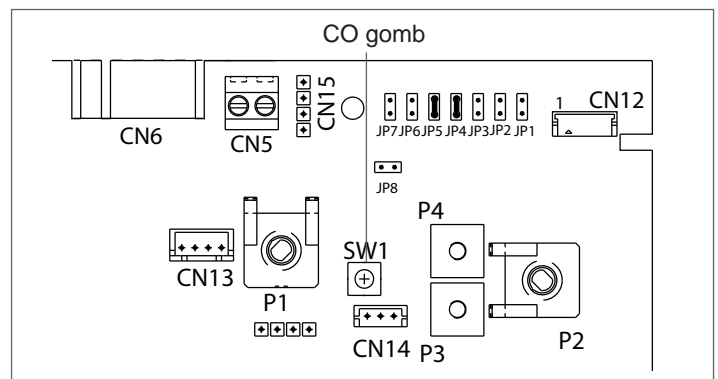 CO gomb
CN6
CN5
CN15
JP7 JP6 JP5 JP4 JP3 JP2 JP1
1 CN12
JP8
CN13
P1
SW1
CN14
P4
P3
P2